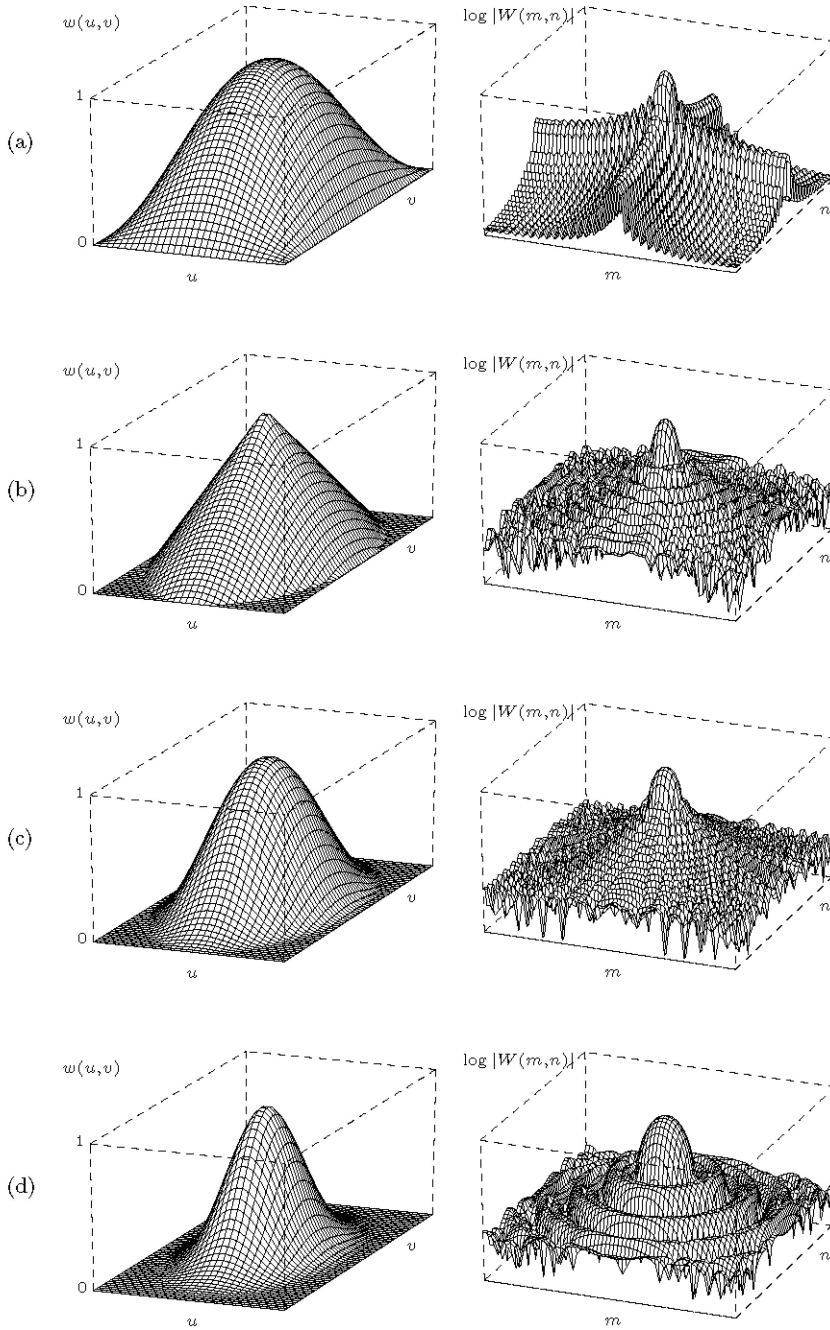 w(u,v)
log |W(m,n)|
1
(a)
v
n
0
u
m
w(u,v)
log |W(m,n)|
1
(b)
v
n
0
u
m
w(u,v)
log |W(m,n)|
1
(c)
v
n
0
u
m
w(u,v)
log |W(m,n)|
1
(d)
v
n
0
u
m